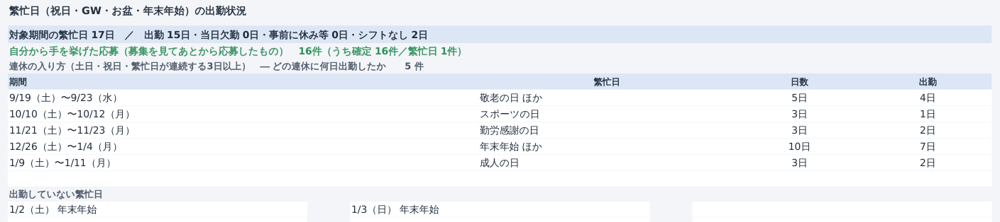 繁忙日（祝日・GW・お盆・年末年始）の出勤状況
対象期間の繁忙日 17日　／　出勤 15日・当日欠勤 0日・事前に休み等 0日・シフトなし 2日
自分から手を挙げた応募（募集を見てあとから応募したもの）　16件（うち確定 16件／繁忙日 1件）
連休の入り方（土日・祝日・繁忙日が連続する3日以上）　— どの連休に何日出勤したか　　5 件
期間 繁忙日 日数 出勤
9/19（土）〜9/23（水） 敬老の日 ほか 5日 4日
10/10（土）〜10/12（月） スポーツの日 3日 1日
11/21（土）〜11/23（月） 勤労感謝の日 3日 2日
12/26（土）〜1/4（月） 年末年始 ほか 10日 7日
1/9（土）〜1/11（月） 成人の日 3日 2日
出勤していない繁忙日
1/2（土） 年末年始 1/3（日） 年末年始